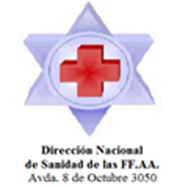 Dirección Nacional
de Sanidad de las FF.AA.
Avda. 8 de Octubre 3050